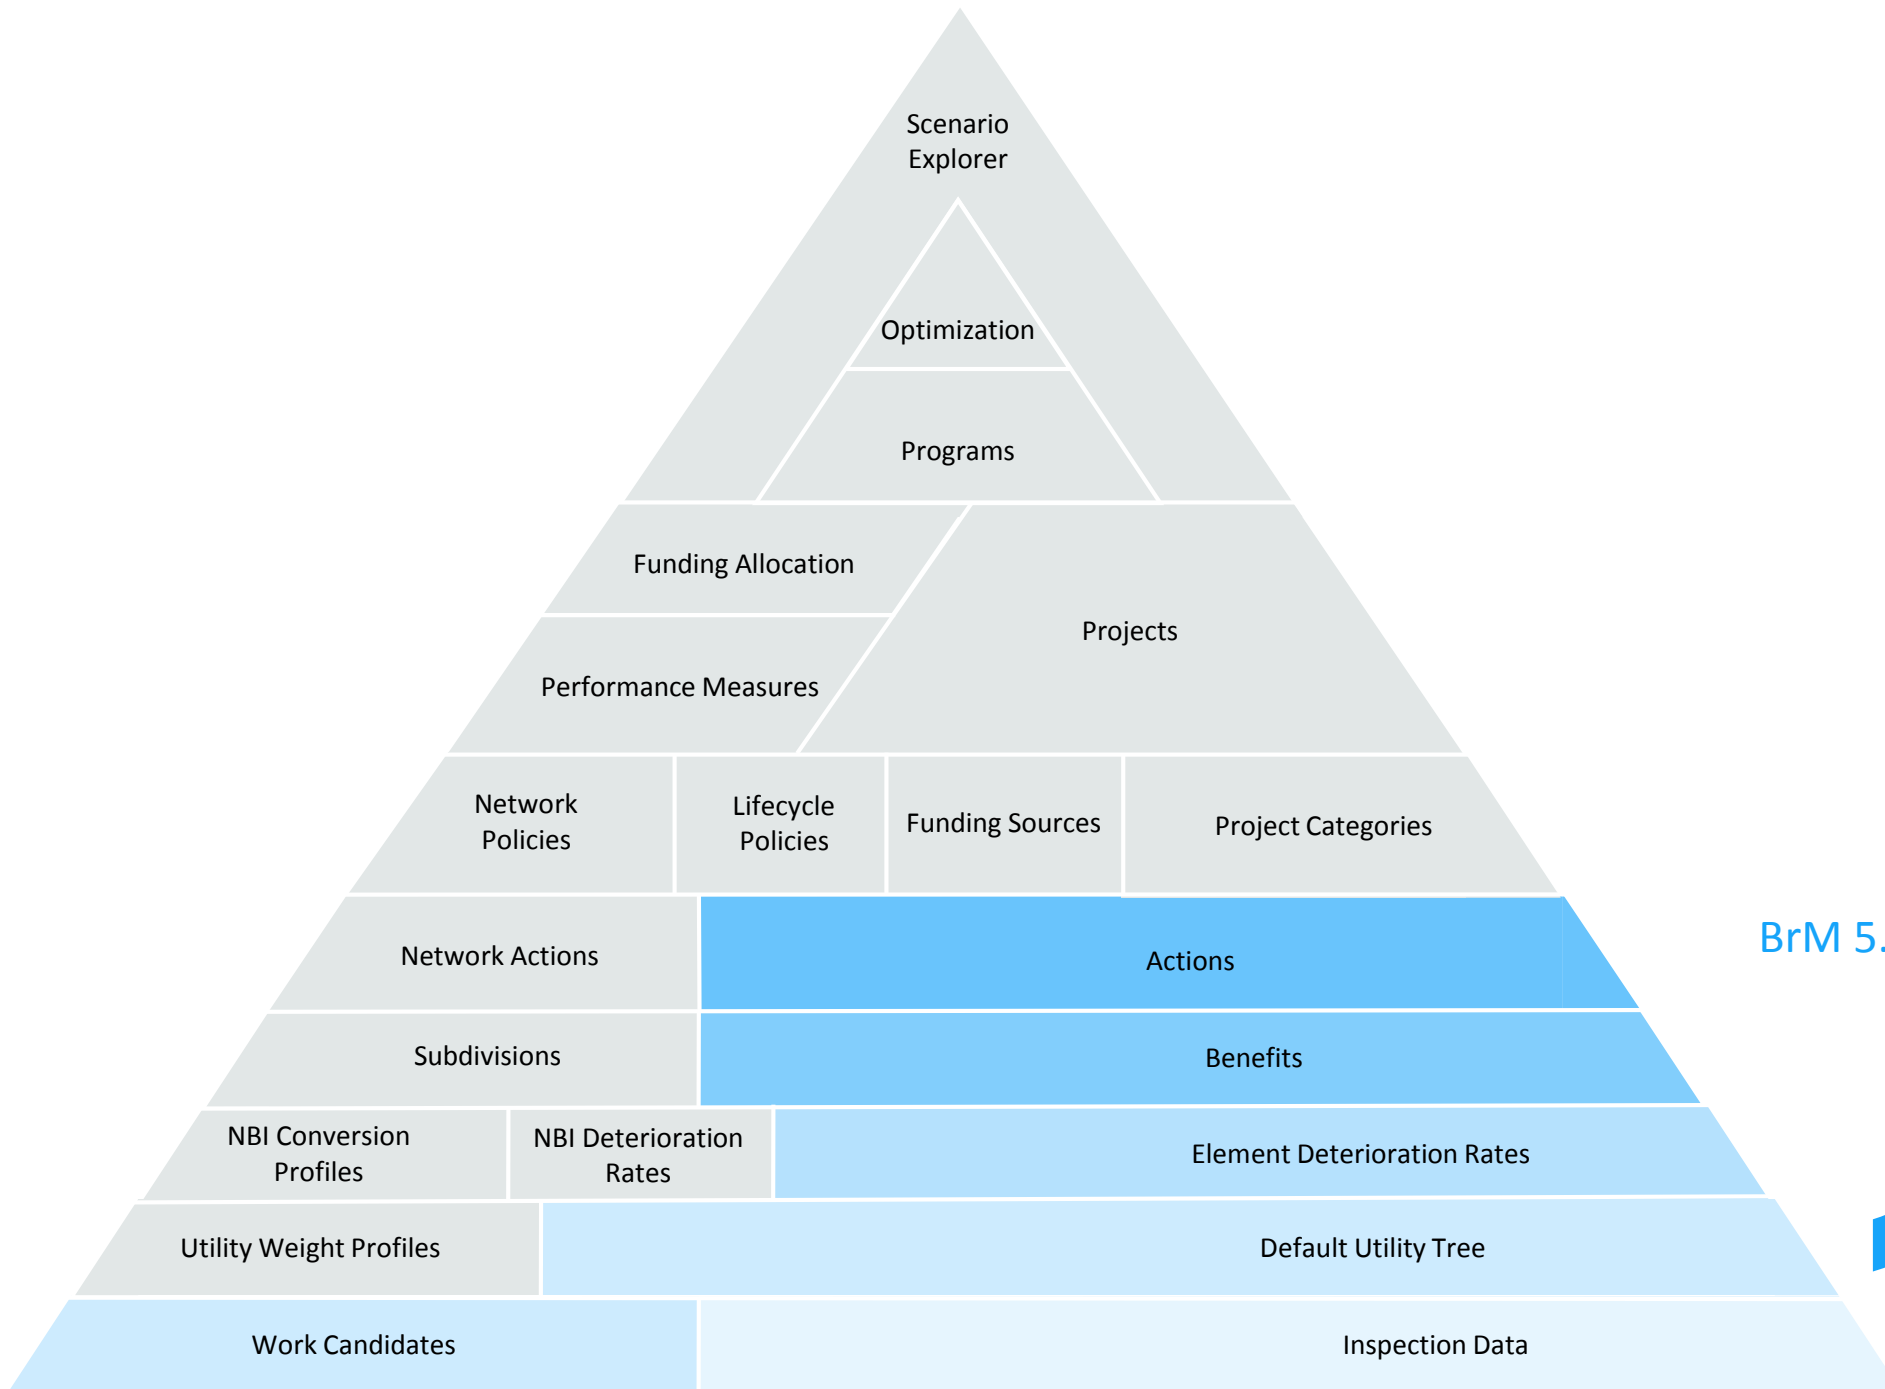 Scenario
Explorer
Optimization
Programs
Funding Allocation
Projects
Performance Measures
Network
Policies
Lifecycle
Policies
Funding Sources
Project Categories
Network Actions
Actions
BrM 5.
Subdivisions
Benefits
NBI Conversion
Profiles
NBI Deterioration
Rates
Element Deterioration Rates
Utility Weight Profiles
Default Utility Tree
Work Candidates
Inspection Data